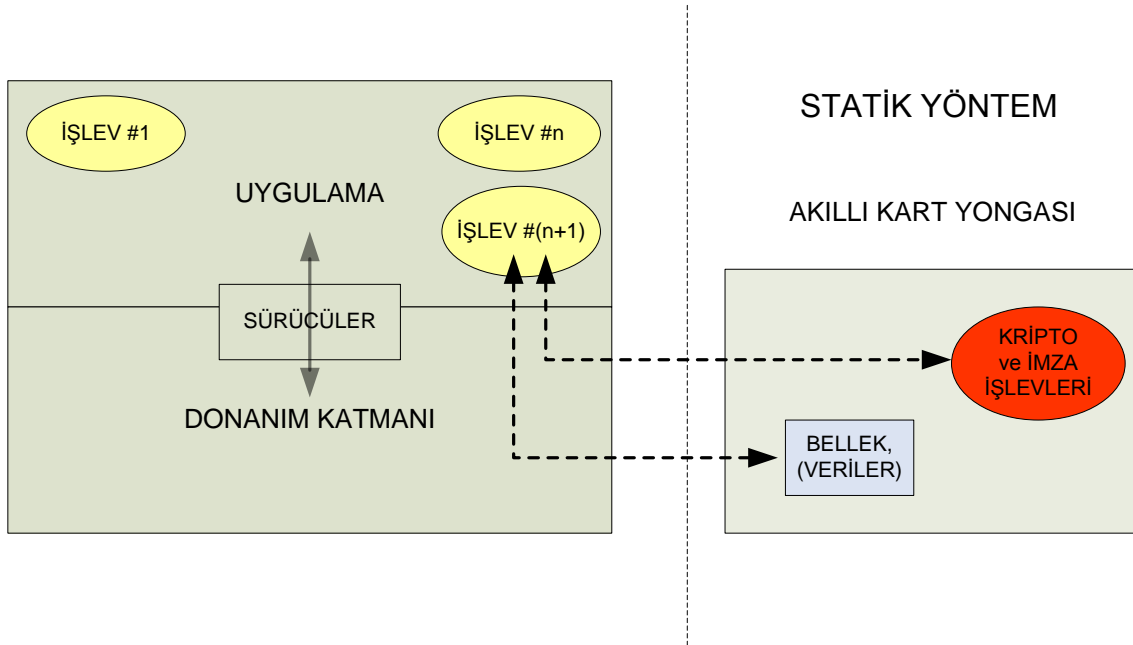 İŞLEV #1
İŞLEV #n
UYGULAMA
İŞLEV #(n+1)
SÜRÜCÜLER
DONANIM KATMANI
STATİK YÖNTEM
AKILLI KART YONGASI
KRİPTO
ve İMZA
İŞLEVLERİ
BELLEK,
(VERİLER)